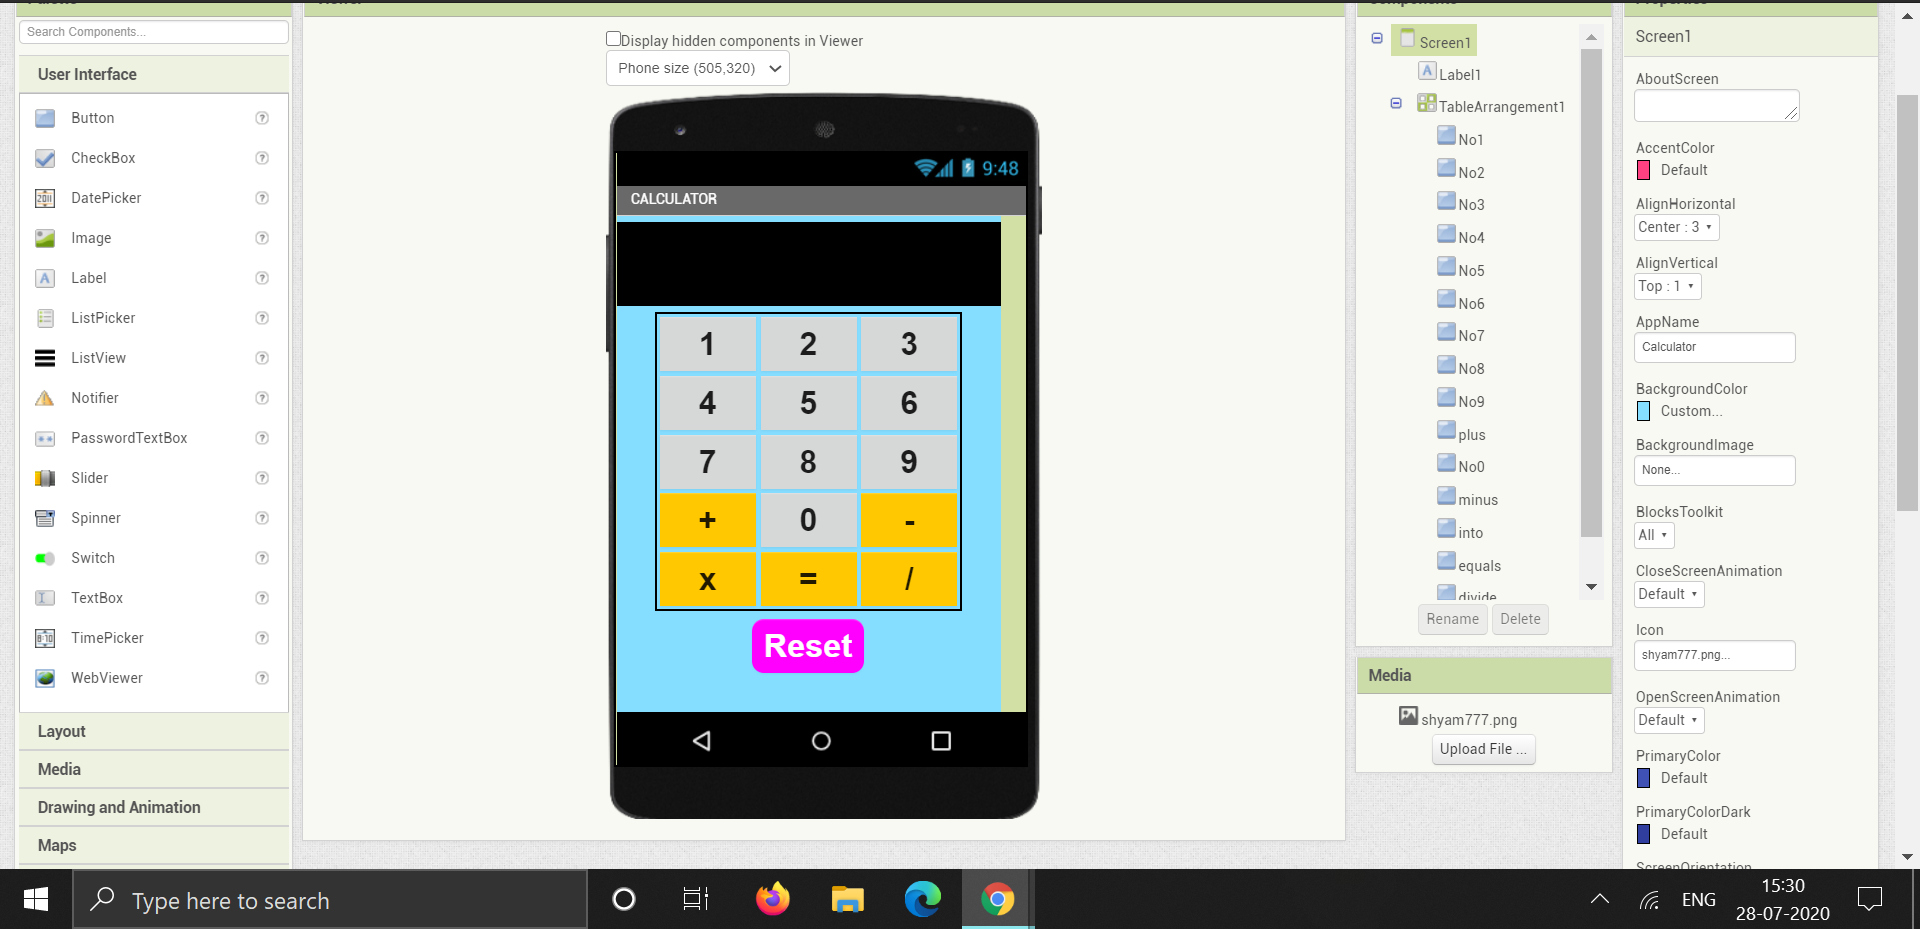 Search Components...
User Interface
Button
CheckBox
DatePicker
Image
Label
ListPicker
ListView
Notifier
PasswordTextBox
Slider
Spinner
Switch
TextBox
TimePicker
WebViewer
Layout
Media
Drawing and Animation
Maps
Display hidden components in Viewer
Phone size (505,320)
9:48
CALCULATOR
1 2 3
4 5 6
7 8 9
+ 0 -
x = /
Reset
Screen1
Label1
TableArrangement1
No1
No2
No3
No4
No5
No6
No7
No8
No9
plus
No0
minus
into
equals
divide
Rename Delete
Media
shyam777.png
Upload File ...
Screen1
AboutScreen
AccentColor
Default
AlignHorizontal
Center : 3
AlignVertical
Top : 1
AppName
Calculator
BackgroundColor
Custom...
BackgroundImage
None...
BlocksToolkit
All
CloseScreenAnimation
Default
Icon
shyam777.png...
OpenScreenAnimation
Default
PrimaryColor
Default
PrimaryColorDark
Default
ScreenOrientation
Type here to search
ENG
15:30
28-07-2020